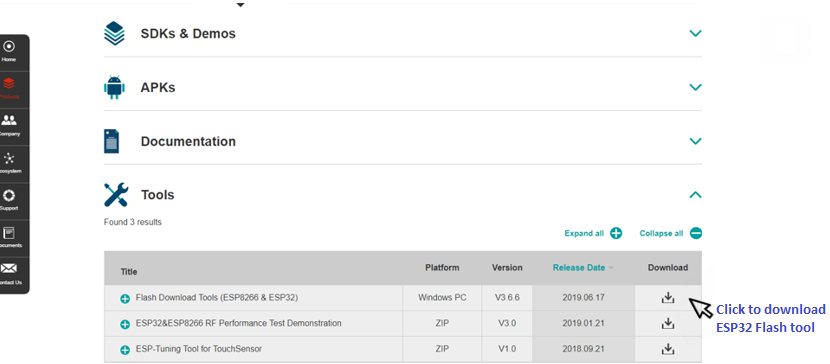 SDKs & Demos
Home
APKs
Products
Company
Documentation
Ecosystem
Tools
Support
Found 3 results
Expand all
Collapse all
Documents
Title Platform Version Release Date Download
Contact Us
Flash Download Tools (ESP8266 & ESP32) Windows PC V3.6.6 2019.06.17
Click to download
ESP32 Flash tool
ESP32&ESP8266 RF Performance Test Demonstration ZIP V3.0 2019.01.21
ESP-Tuning Tool for TouchSensor ZIP V1.0 2018.09.21